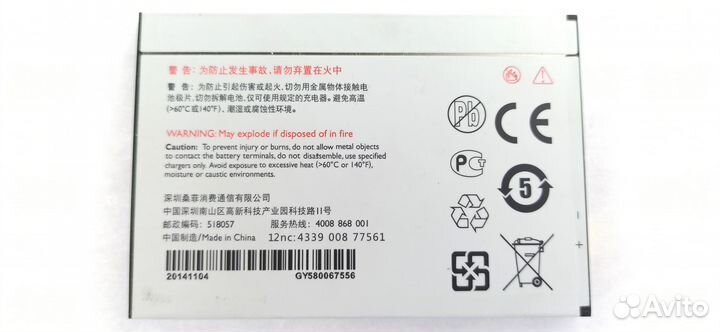 警 告：为防止发生事故，请勿弃置在火中
警 告：为防止引起伤害或起火，切勿用金属物体接触电
池极片，切勿拆解电池，仅可使用规定的充电器。避免高温
(>60°C或140°F)、潮湿或腐蚀性环境。
WARNING: May explode if disposed of in fire
Caution: To prevent injury or burns, do not allow metal objects
to contact the battery terminals, do not disassemble, use specified
chargers only. Avoid excessive heat (>60°C or 140°F),
moisture or caustic environments.
Pb
CE
PC
5
深圳桑菲消费通信有限公司
中国深圳南山区高新科技产业园科技路11号
邮政编码：518057 服务热线：4008 868 001
中国制造/Made in China 12nc:4339 008 77561
20141104 GY580067556
- +
Avito